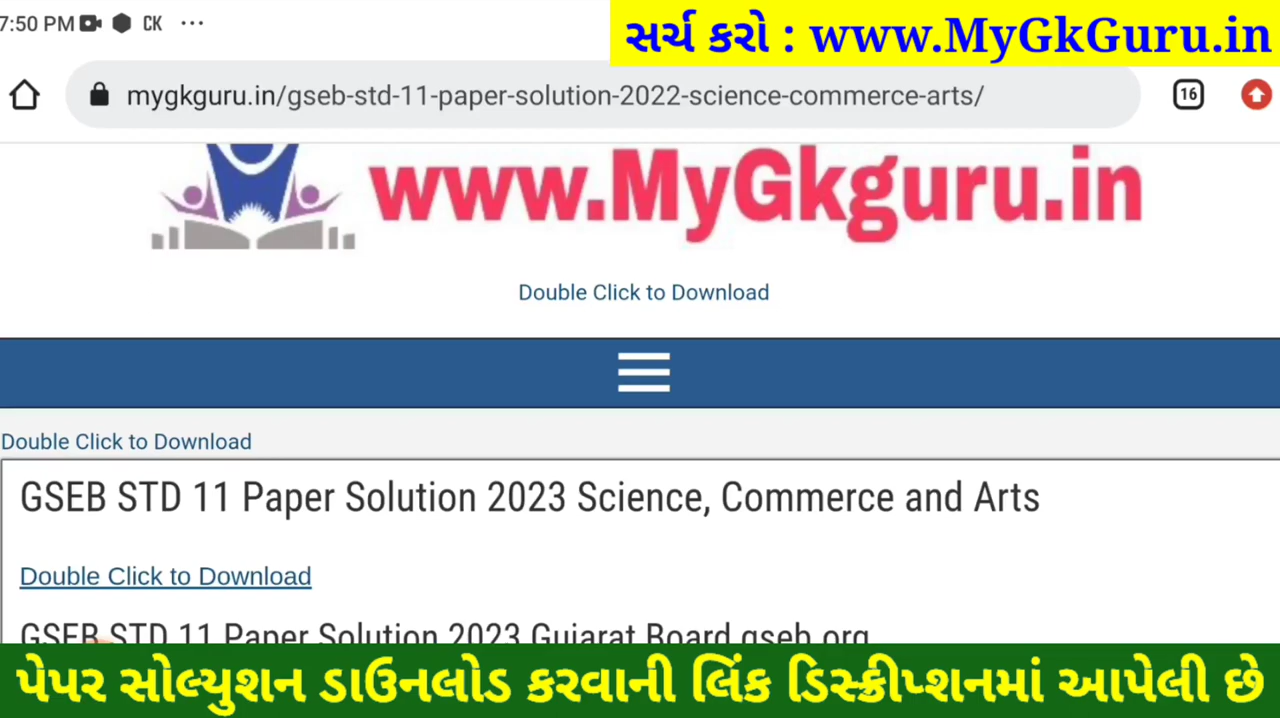 7:50 PM CK ...
સર્ચ કરો : www.MyGkGuru.in
mygkguru.in/gseb-std-11-paper-solution-2022-science-commerce-arts/
16
www.MyGkguru.in
Double Click to Download
Double Click to Download
GSEB STD 11 Paper Solution 2023 Science, Commerce and Arts
Double Click to Download
GSEB STD 11 Paper Solution 2023 Gujarat Board gseb.org
પેપર સોલ્યુશન ડાઉનલોડ કરવાની લિંક ડિસ્ક્રીપ્શનમાં આપેલી છે